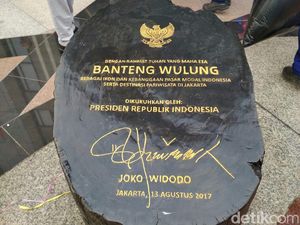 DENGAN RAHMAT TUHAN YANG MAHA ESA
BANTENG WULUNG
SEBAGAI IKON DAN KEBANGGAAN PASAR MODAL INDONESIA
SERTA DESTINASI PARIWISATA DI JAKARTA
DIKUKUHKAN OLEH:
PRESIDEN REPUBLIK INDONESIA
JOKO WIDODO
JAKARTA, 13 AGUSTUS 2017
detikcom